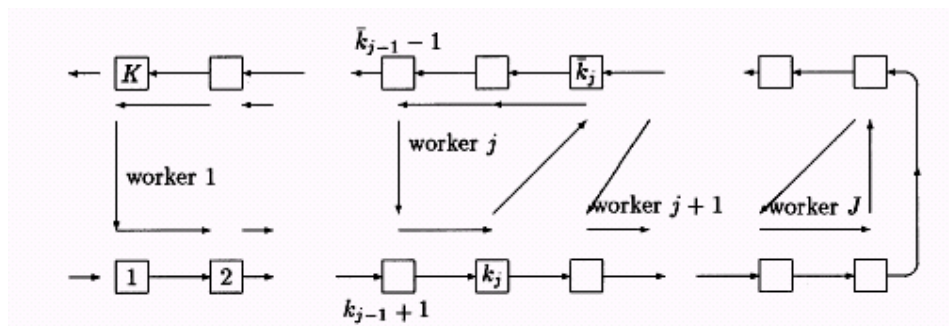 k̄_{j-1} − 1
K
k̄_j
worker j
worker 1
worker j + 1
worker J
1
2
k_j
k_{j-1} + 1